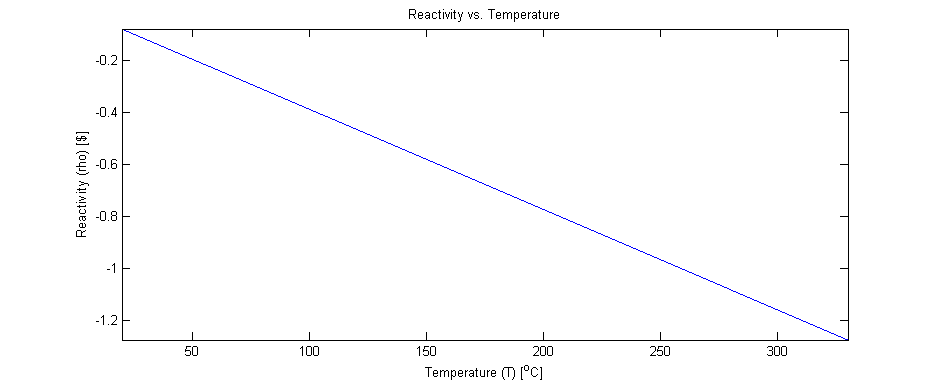 Reactivity vs. Temperature
-0.2
-0.4
-0.6
-0.8
-1
-1.2
Reactivity (rho) [$]
50 100 150 200 250 300
Temperature (T) [°C]